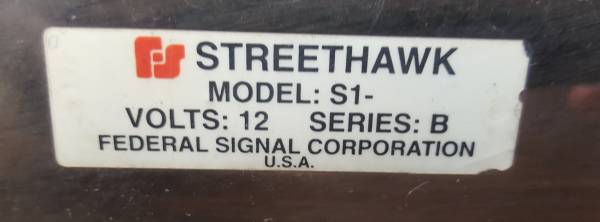 STREETHAWK
MODEL: S1-
VOLTS: 12 SERIES: B
FEDERAL SIGNAL CORPORATION
U.S.A.